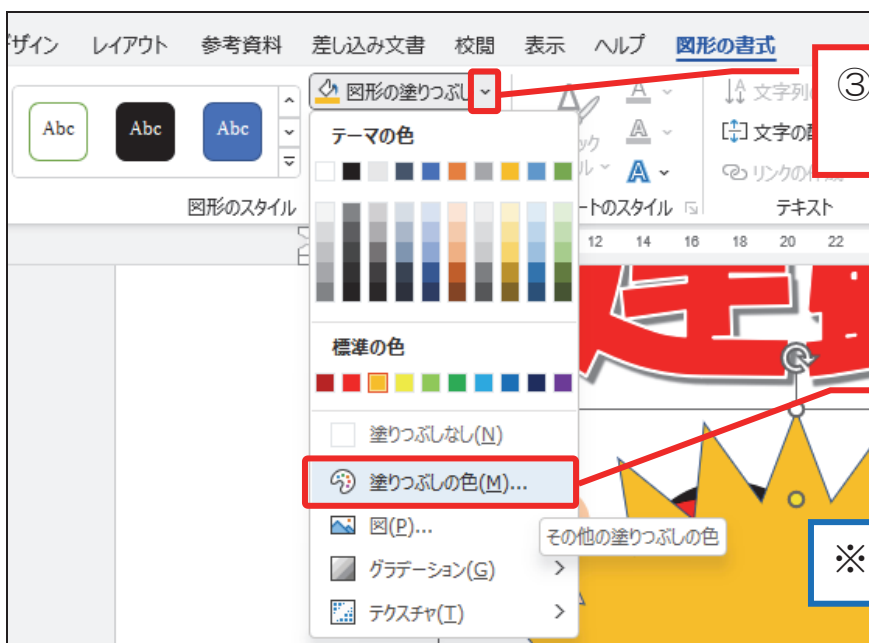 デザイン レイアウト 参考資料 差し込み文書 校閲 表示 ヘルプ 図形の書式
図形の塗りつぶし
③
Abc Abc Abc
文字列
文字の
リンクの
図形のスタイル
トのスタイル
テキスト
12 14 16 18 20 22
テーマの色
標準の色
塗りつぶしなし(N)
塗りつぶしの色(M)...
図(P)...
その他の塗りつぶしの色
グラデーション(G)
テクスチャ(T)
※